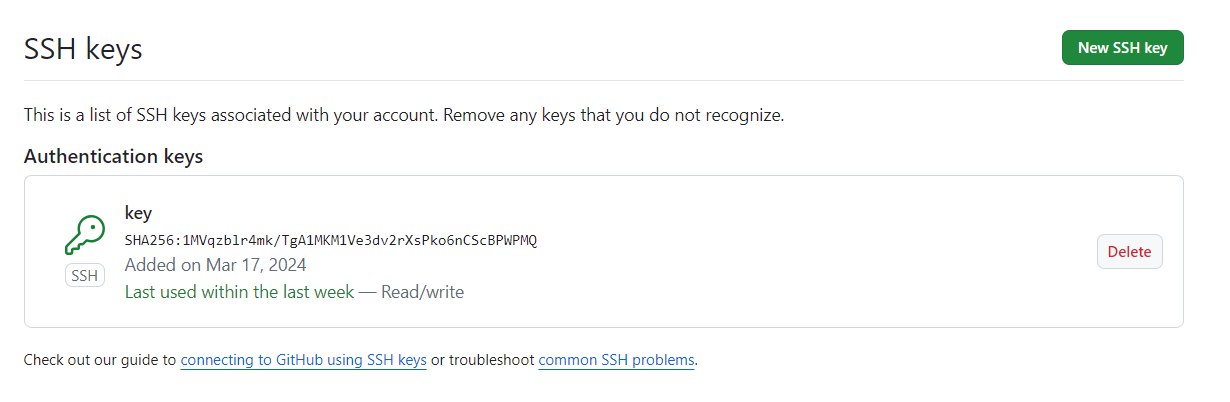 SSH keys
New SSH key
This is a list of SSH keys associated with your account. Remove any keys that you do not recognize.
Authentication keys
key
SHA256:1MVqzblr4mk/TgA1MKM1Ve3dv2rXsPko6nCScBPWPMQ
SSH
Added on Mar 17, 2024
Last used within the last week — Read/write
Delete
Check out our guide to connecting to GitHub using SSH keys or troubleshoot common SSH problems.